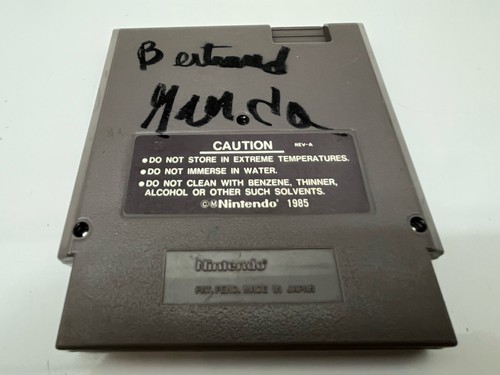 Bertrand
CAUTION REV-A
●DO NOT STORE IN EXTREME TEMPERATURES.
●DO NOT IMMERSE IN WATER.
●DO NOT CLEAN WITH BENZENE, THINNER,
ALCOHOL OR OTHER SUCH SOLVENTS.
©M Nintendo® 1985
Nintendo®
PAT. PEND. MADE IN JAPAN